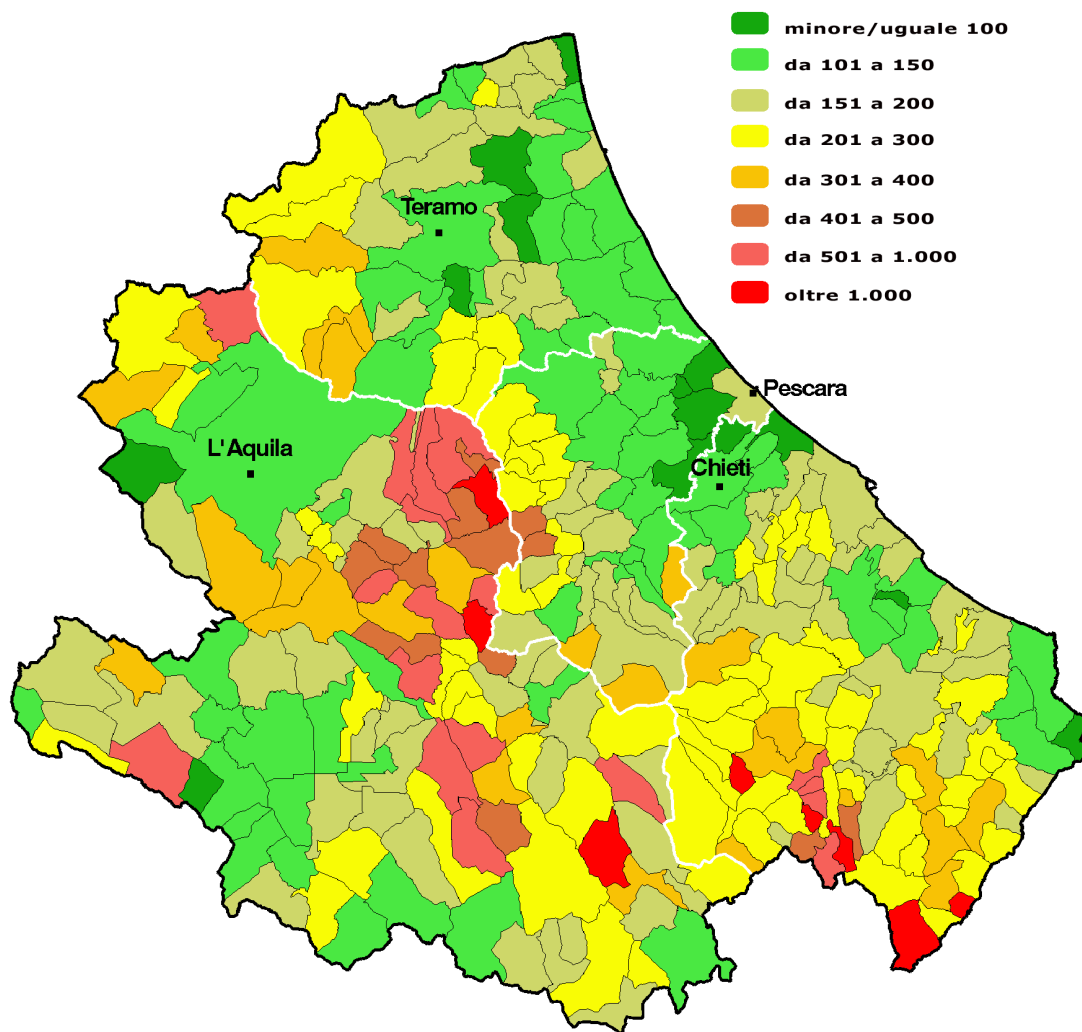 minore/uguale 100
da 101 a 150
da 151 a 200
da 201 a 300
da 301 a 400
da 401 a 500
da 501 a 1.000
oltre 1.000
Teramo
Pescara
L'Aquila
Chieti